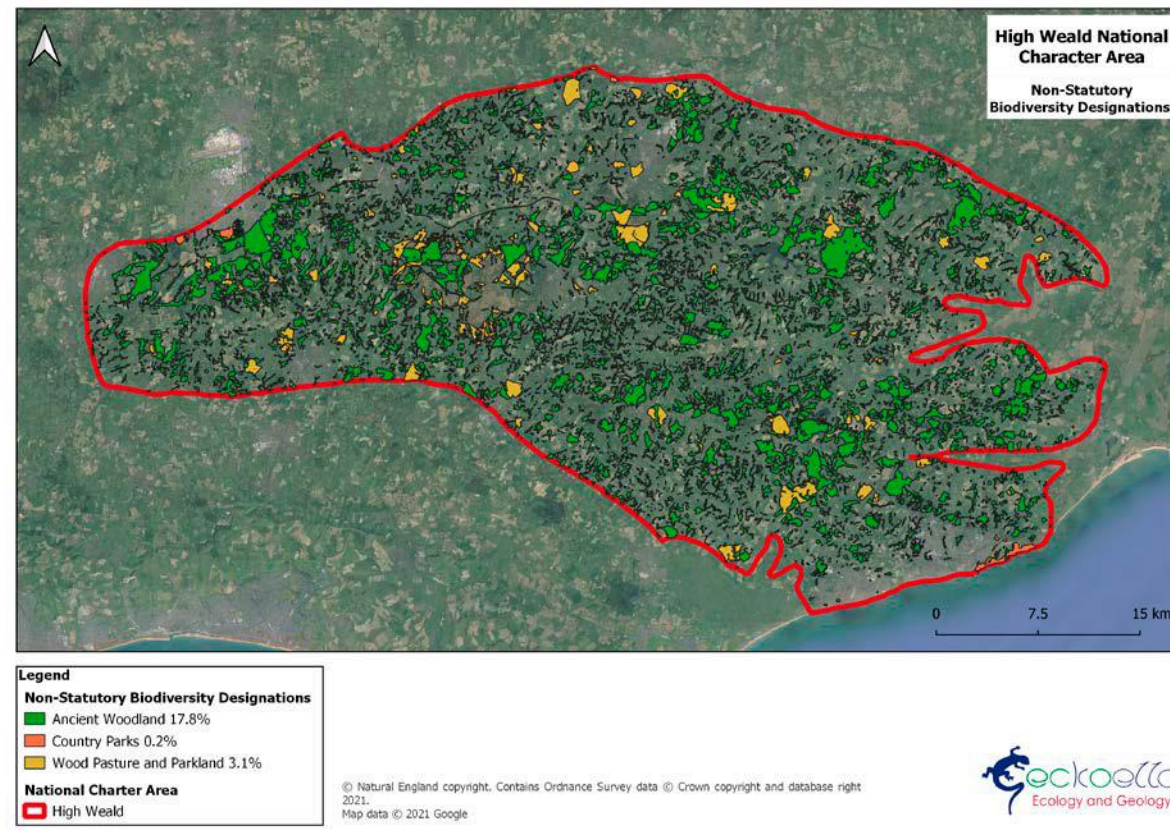 High Weald National
Character Area
Non-Statutory
Biodiversity Designations
0 7.5 15 km
Legend
Non-Statutory Biodiversity Designations
Ancient Woodland 17.8%
Country Parks 0.2%
Wood Pasture and Parkland 3.1%
National Charter Area
High Weald
© Natural England copyright. Contains Ordnance Survey data © Crown copyright and database right
2021.
Map data © 2021 Google
Geckoella
Ecology and Geology